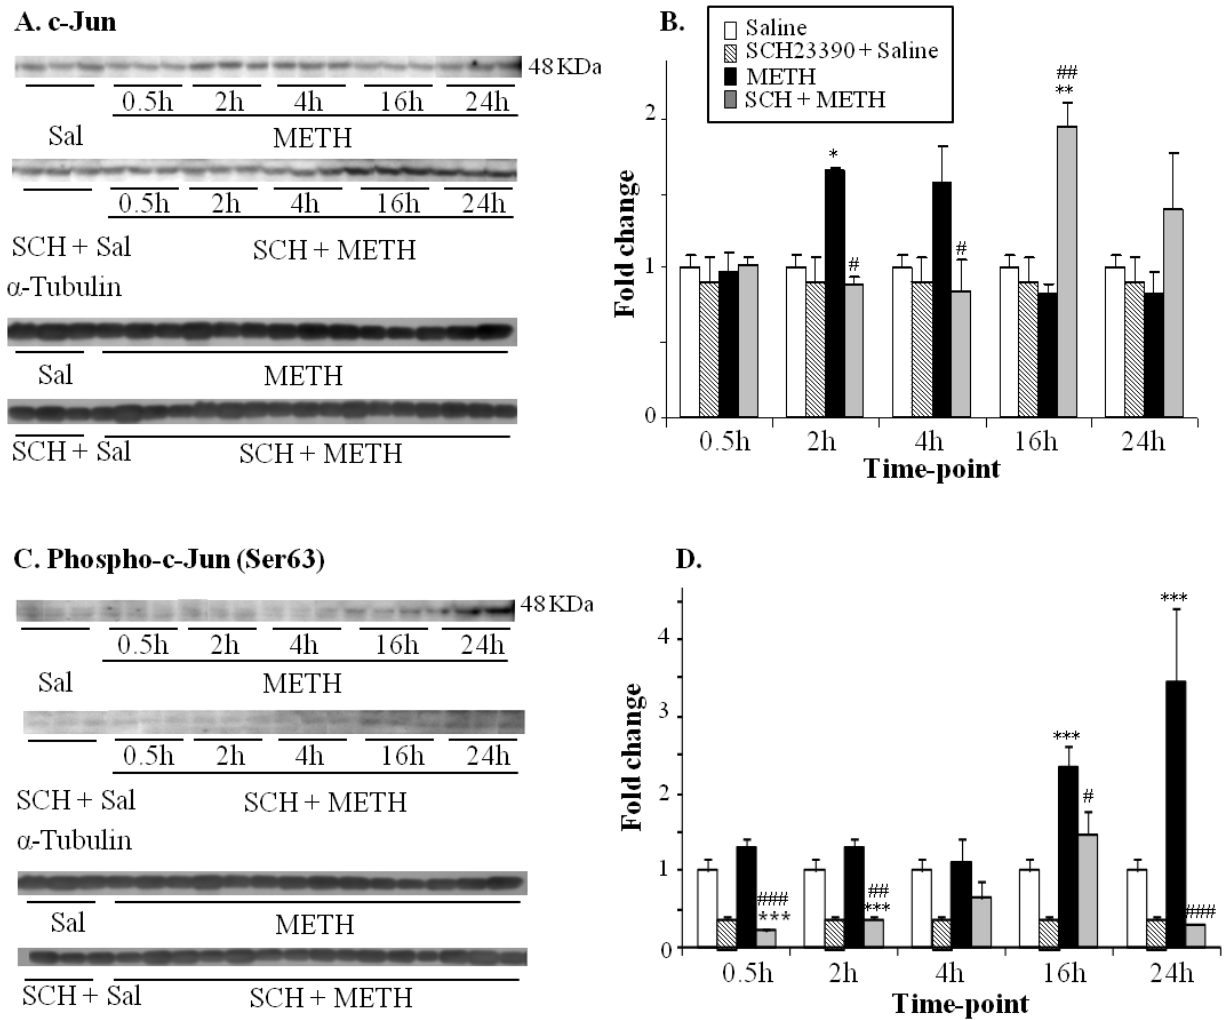 A. c-Jun
48 KDa
0.5h 2h 4h 16h 24h
Sal METH
0.5h 2h 4h 16h 24h
SCH + Sal SCH + METH
α-Tubulin
Sal METH
SCH + Sal SCH + METH
B.
Saline
SCH23390 + Saline
METH
SCH + METH
Fold change
2
1
0
*
#
#
##
**
0.5h 2h 4h 16h 24h
Time-point
C. Phospho-c-Jun (Ser63)
48 KDa
0.5h 2h 4h 16h 24h
Sal METH
0.5h 2h 4h 16h 24h
SCH + Sal SCH + METH
α-Tubulin
Sal METH
SCH + Sal SCH + METH
D.
Fold change
4
3
2
1
0
###
***
##
***
***
#
***
###
0.5h 2h 4h 16h 24h
Time-point